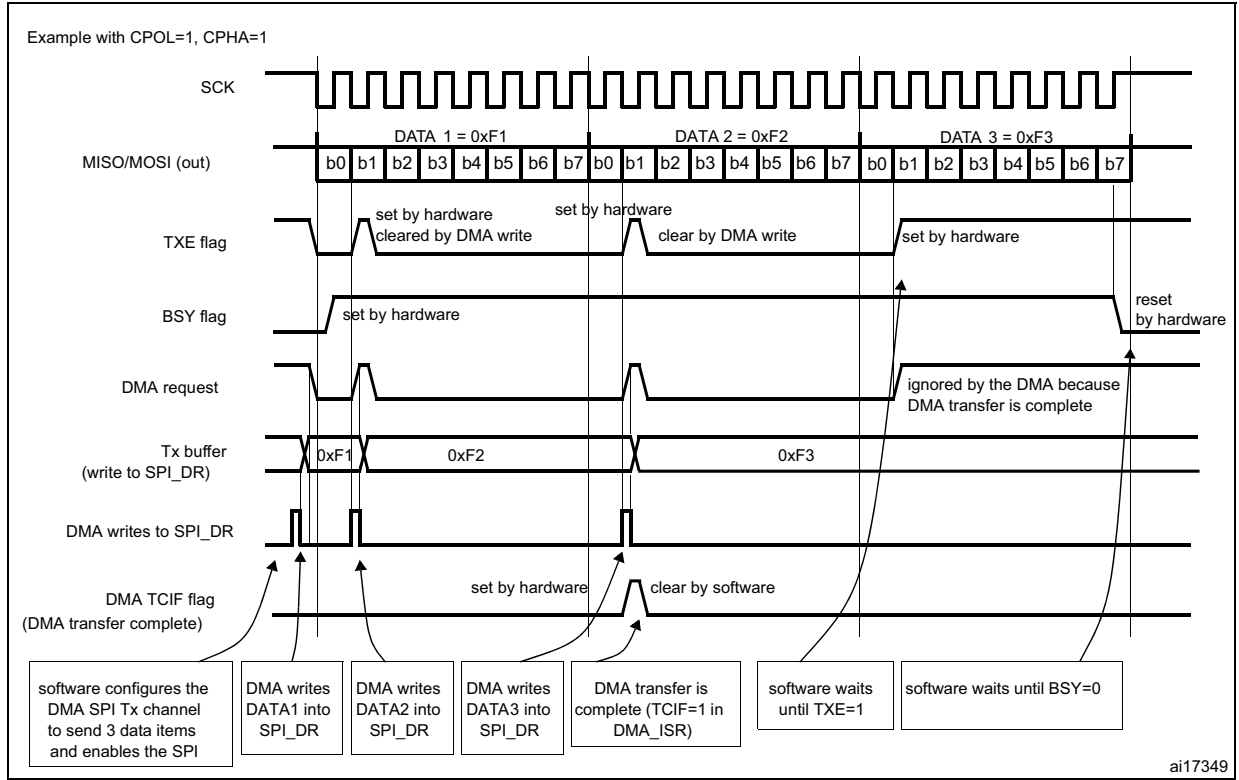 Example with CPOL=1, CPHA=1
SCK
DATA 1 = 0xF1
DATA 2 = 0xF2
DATA 3 = 0xF3
MISO/MOSI (out)
b0 b1 b2 b3 b4 b5 b6 b7 b0 b1 b2 b3 b4 b5 b6 b7 b0 b1 b2 b3 b4 b5 b6 b7
TXE flag
set by hardware
cleared by DMA write
set by hardware
clear by DMA write
set by hardware
BSY flag
set by hardware
reset
by hardware
DMA request
ignored by the DMA because
DMA transfer is complete
Tx buffer
(write to SPI_DR)
0xF1
0xF2
0xF3
DMA writes to SPI_DR
DMA TCIF flag
(DMA transfer complete)
set by hardware
clear by software
software configures the
DMA SPI Tx channel
to send 3 data items
and enables the SPI
DMA writes
DATA1 into
SPI_DR
DMA writes
DATA2 into
SPI_DR
DMA writes
DATA3 into
SPI_DR
DMA transfer is
complete (TCIF=1 in
DMA_ISR)
software waits
until TXE=1
software waits until BSY=0
ai17349